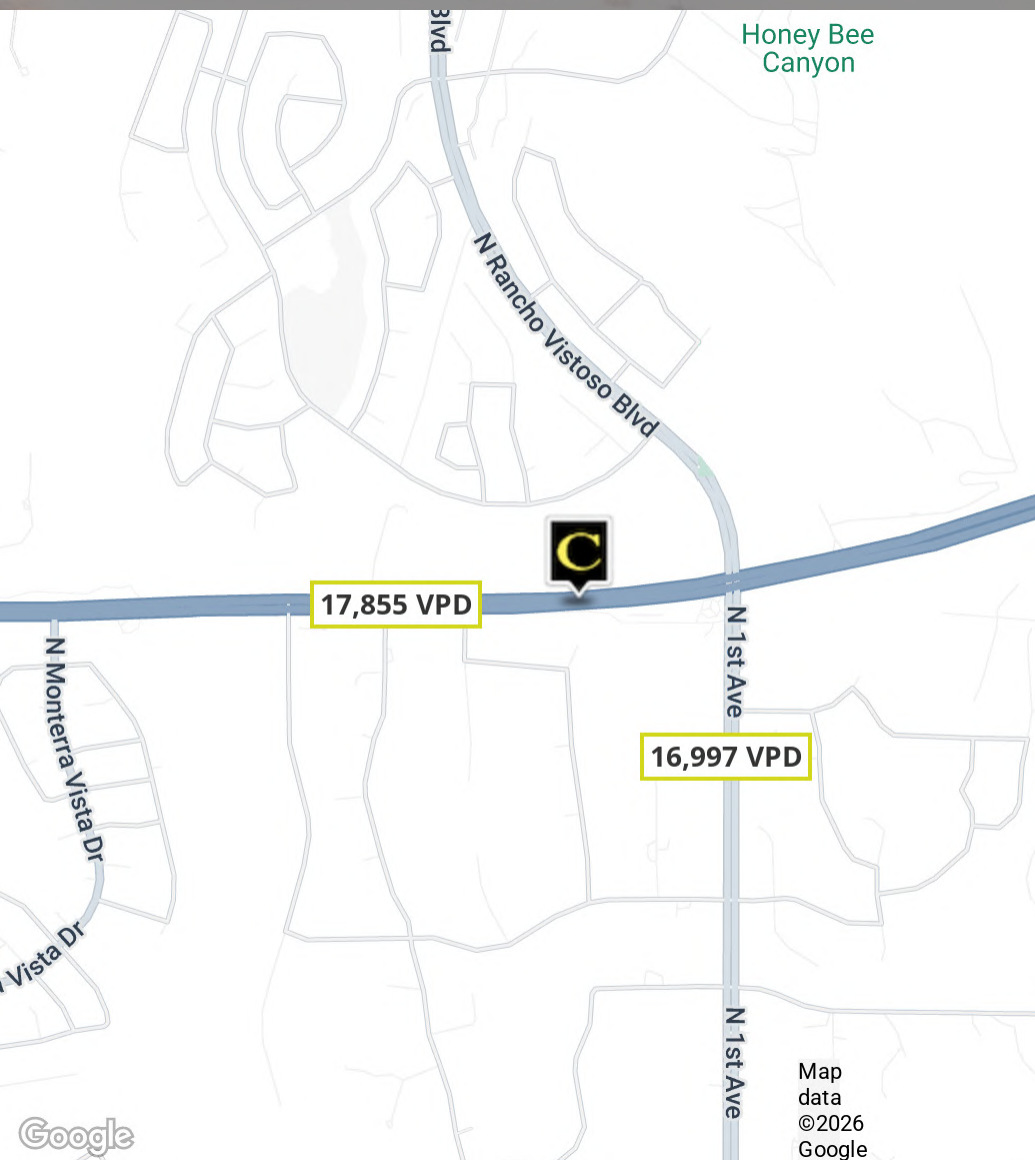 Blvd
Honey Bee
Canyon
N Rancho Vistoso Blvd
C
17,855 VPD
N 1st Ave
N Monterra Vista Dr
16,997 VPD
Vista Dr
N 1st Ave
Map
data
©2026
Google
Google